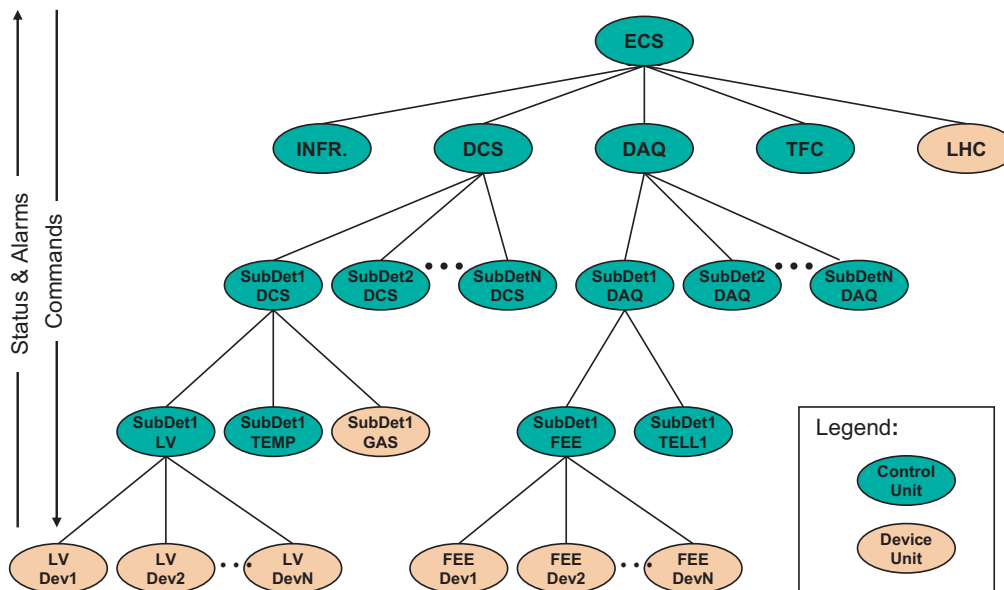 ECS
INFR.
DCS
DAQ
TFC
LHC
Status & Alarms
Commands
SubDet1
DCS
SubDet2
DCS
•••
SubDetN
DCS
SubDet1
DAQ
SubDet2
DAQ
•••
SubDetN
DAQ
SubDet1
LV
SubDet1
TEMP
SubDet1
GAS
SubDet1
FEE
SubDet1
TELL1
LV
Dev1
LV
Dev2
•••
LV
DevN
FEE
Dev1
FEE
Dev2
•••
FEE
DevN
Legend:
Control
Unit
Device
Unit